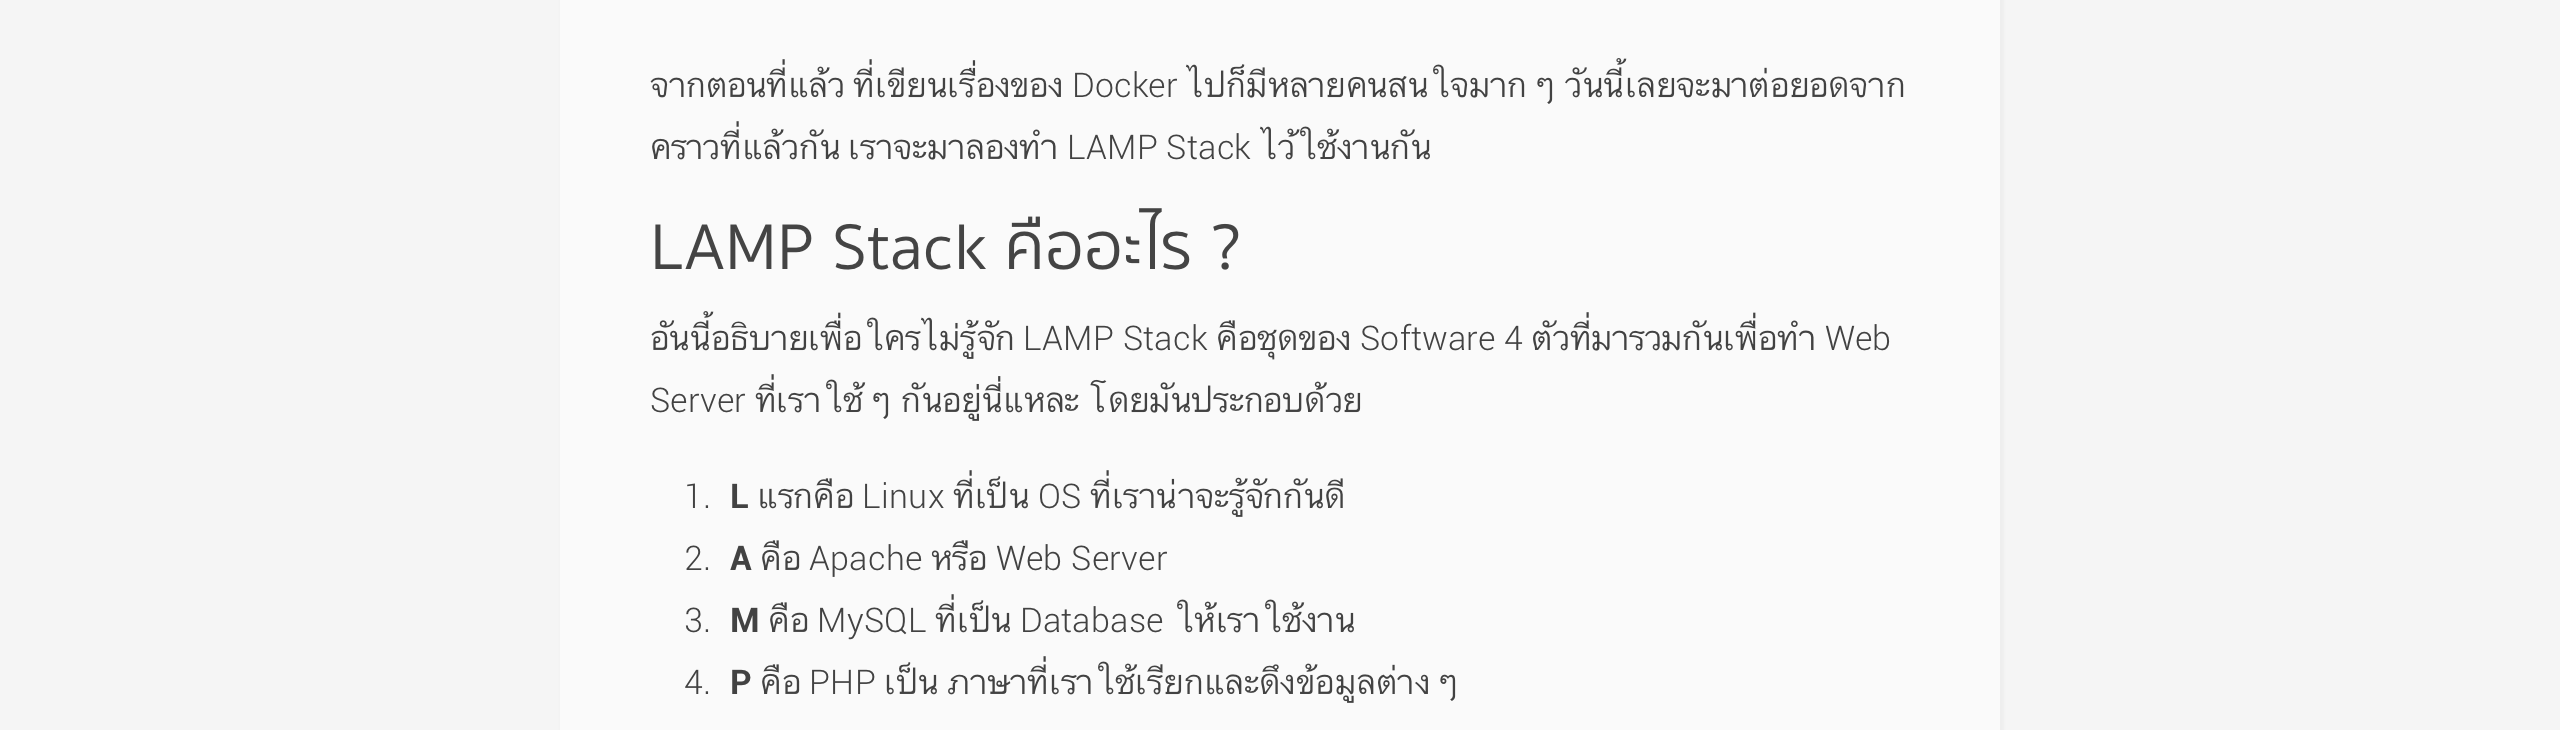 จากตอนที่แล้ว ที่เขียนเรื่องของ Docker ไปก็มีหลายคนสนใจมาก ๆ วันนี้เลยจะมาต่อยอดจาก
คราวที่แล้วกัน เราจะมาลองทำ LAMP Stack ไว้ใช้งานกัน
LAMP Stack คืออะไร ?
อันนี้อธิบายเพื่อใครไม่รู้จัก LAMP Stack คือชุดของ Software 4 ตัวที่มารวมกันเพื่อทำ Web
Server ที่เราใช้ ๆ กันอยู่นี่แหละ โดยมันประกอบด้วย
1. L แรกคือ Linux ที่เป็น OS ที่เราน่าจะรู้จักกันดี
2. A คือ Apache หรือ Web Server
3. M คือ MySQL ที่เป็น Database ให้เราใช้งาน
4. P คือ PHP เป็น ภาษาที่เราใช้เรียกและดึงข้อมูลต่าง ๆ